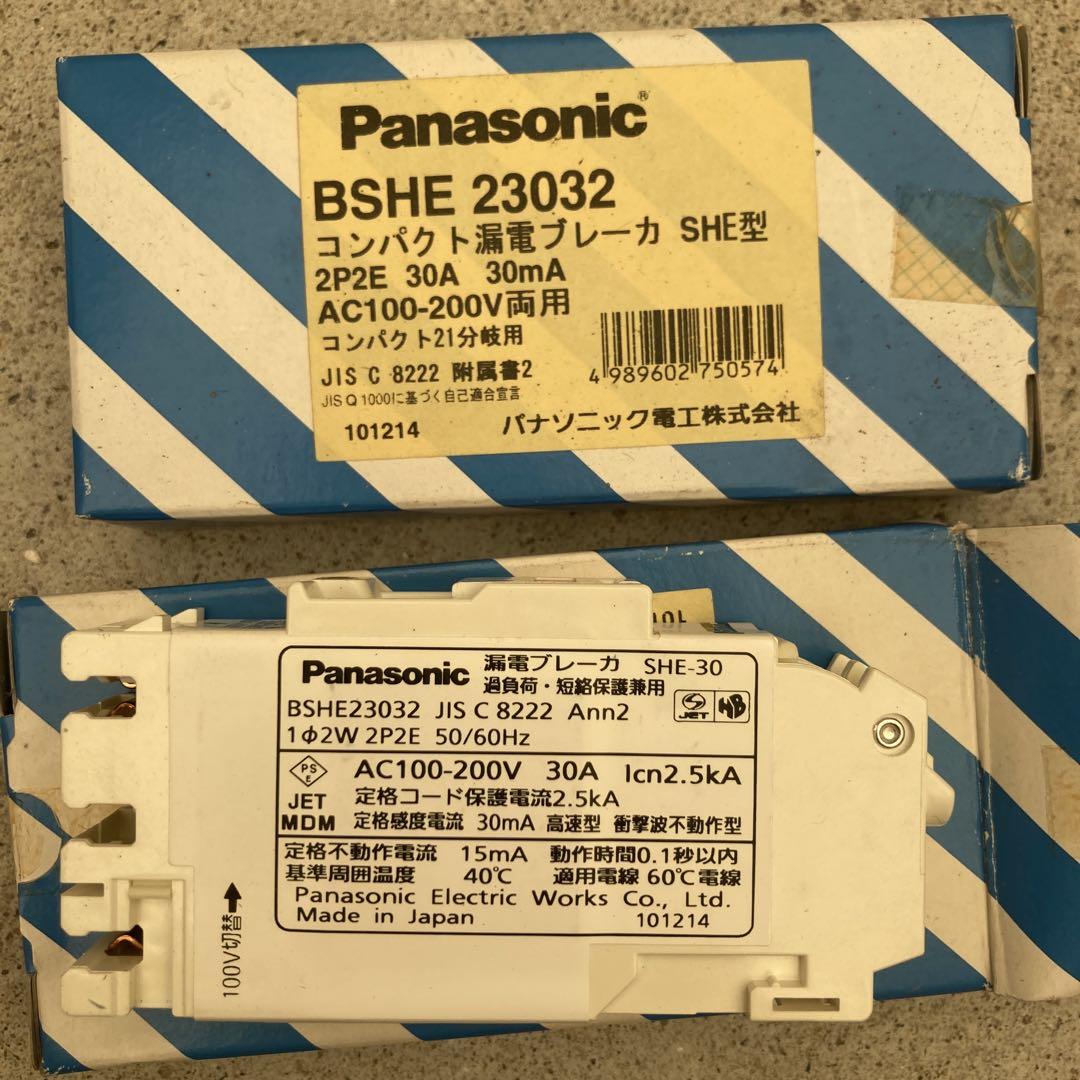 Panasonic®
BSHE 23032
コンパクト漏電ブレーカ SHE型
2P2E 30A 30mA
AC100-200V両用
コンパクト21分岐用
JIS C 8222 附属書2
JIS Q 1000に基づく自己適合宣言
4 989602 750574
101214 パナソニック電工株式会社
Panasonic 漏電ブレーカ SHE-30
過負荷・短絡保護兼用
BSHE23032 JIS C 8222 Ann2
JET HB
1φ2W 2P2E 50/60Hz
PS E
AC100-200V 30A Icn2.5kA
JET 定格コード保護電流2.5kA
MDM 定格感度電流 30mA 高速型 衝撃波不動作型
定格不動作電流 15mA 動作時間0.1秒以内
基準周囲温度 40℃ 適用電線60℃電線
Panasonic Electric Works Co., Ltd.
Made in Japan 101214
100V切替→